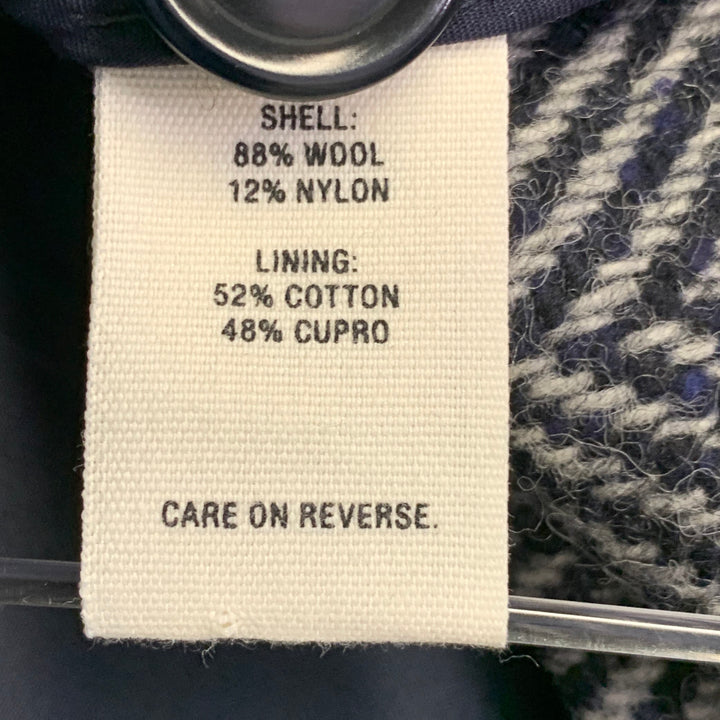 SHELL:
88% WOOL
12% NYLON
LINING:
52% COTTON
48% CUPRO
CARE ON REVERSE.